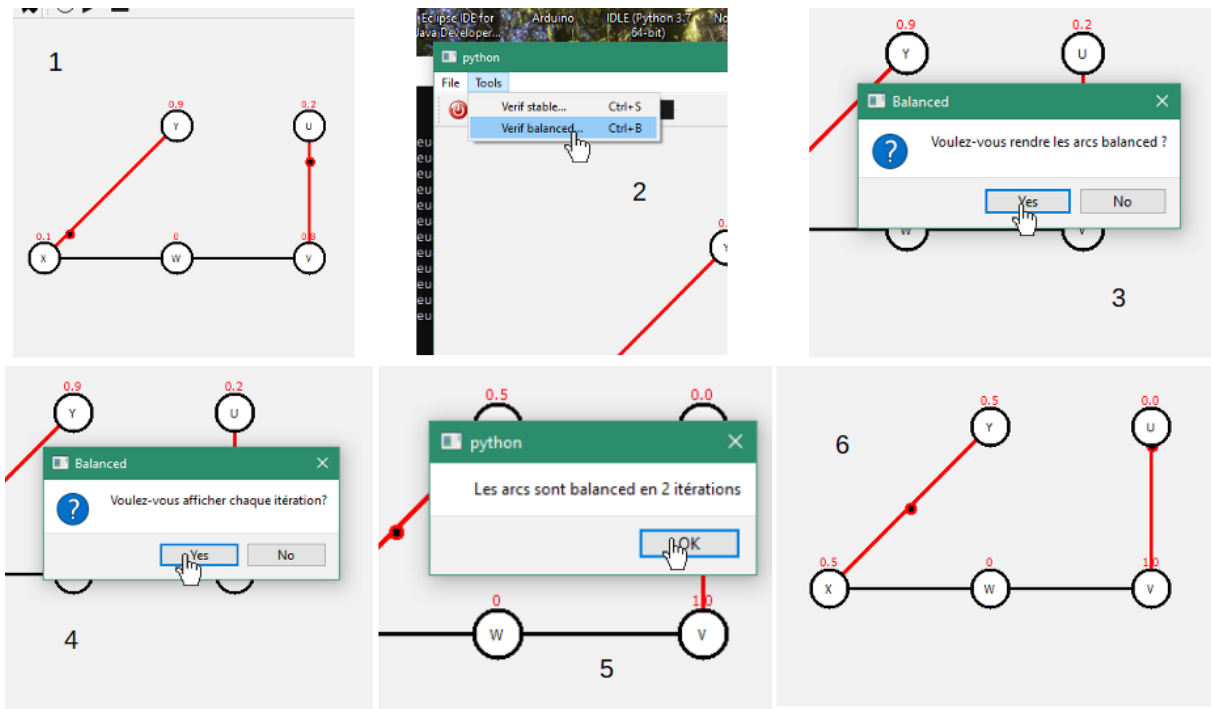 1
0.9
0.2
Y
U
0.1
0
0.8
X
W
V
Eclipse IDE for Arduino IDLE (Python 3.7
Java Developer... 64-bit)
python
File Tools
Verif stable... Ctrl+S
Verif balanced... Ctrl+B
2
0.9
0.2
Y
U
Balanced
Voulez-vous rendre les arcs balanced ?
Yes No
W
V
3
0.9
0.2
Y
U
Balanced
Voulez-vous afficher chaque itération?
Yes No
4
0.5
0.0
python
Les arcs sont balanced en 2 itérations
OK
0
1.0
W
V
5
6
0.5
0.0
Y
U
0.5
0
1.0
X
W
V